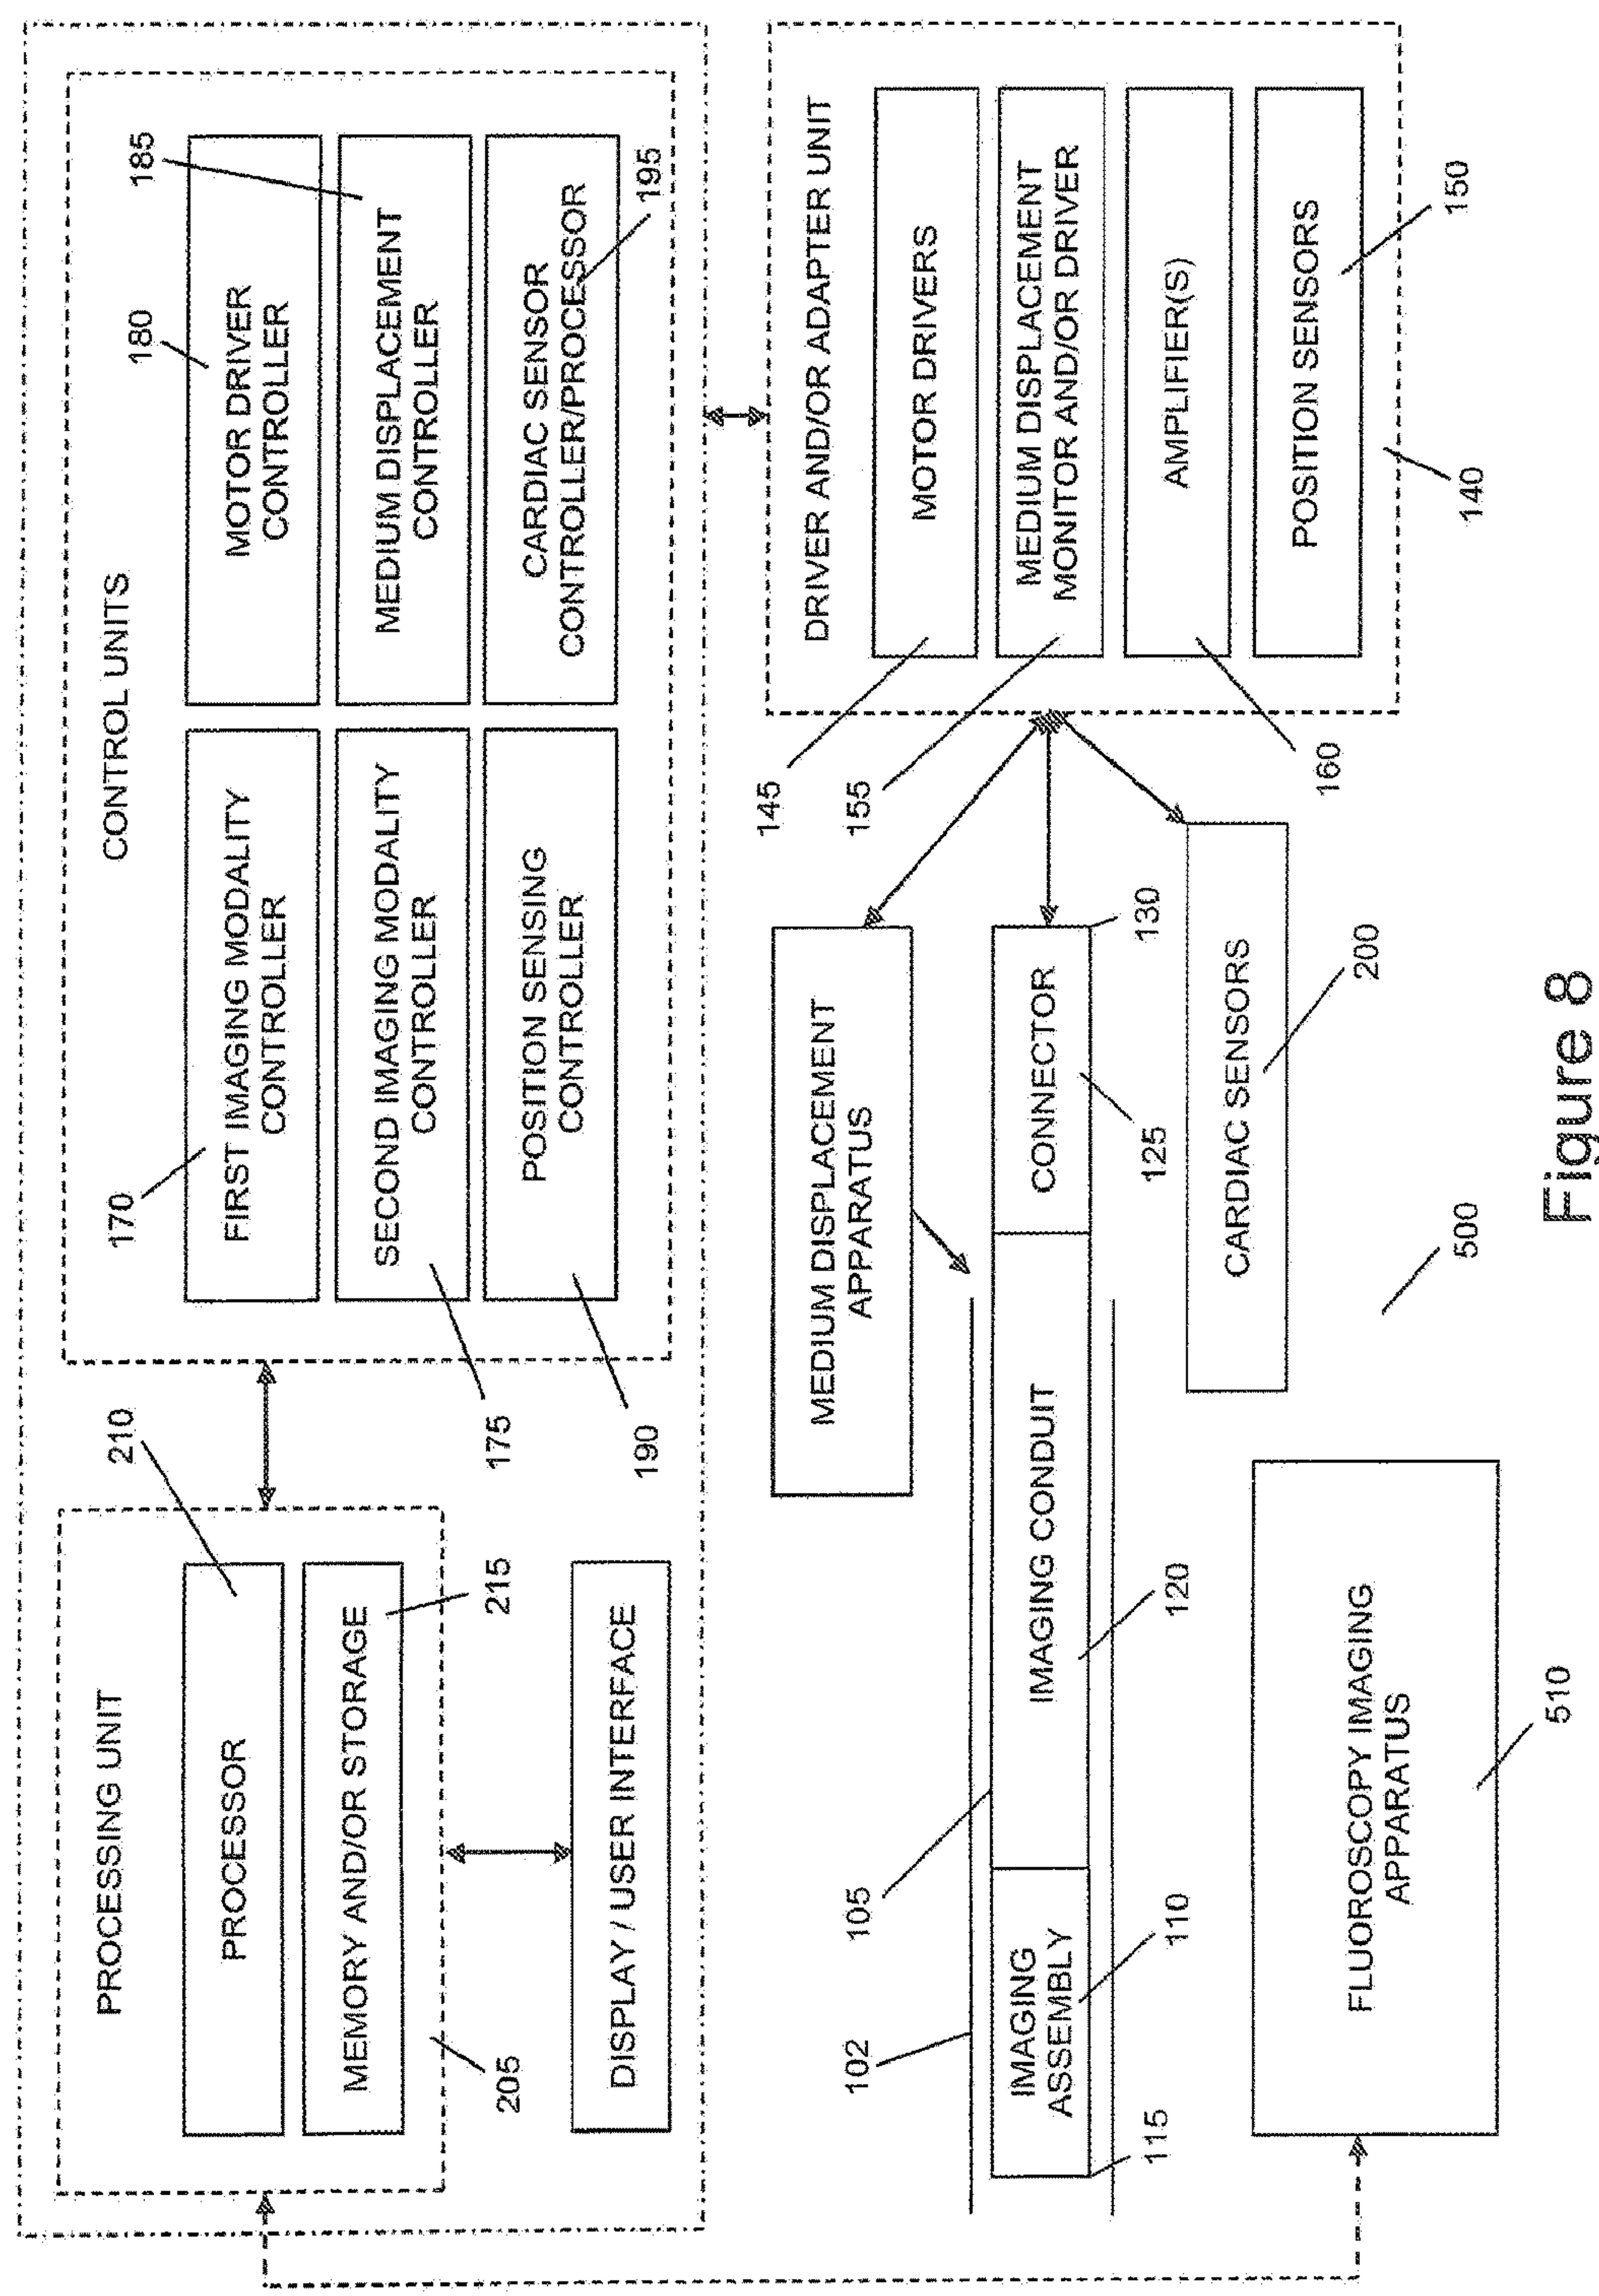 PROCESSING UNIT
210
PROCESSOR
MEMORY AND/OR STORAGE
215
205
DISPLAY / USER INTERFACE
CONTROL UNITS
170
FIRST IMAGING MODALITY
CONTROLLER
SECOND IMAGING MODALITY
CONTROLLER
175
POSITION SENSING
CONTROLLER
190
180
MOTOR DRIVER
CONTROLLER
185
MEDIUM DISPLACEMENT
CONTROLLER
CARDIAC SENSOR
CONTROLLER/PROCESSOR
195
102
105
IMAGING
ASSEMBLY
115
110
IMAGING CONDUIT
120
CONNECTOR
125
130
MEDIUM DISPLACEMENT
APPARATUS
CARDIAC SENSORS
200
DRIVER AND/OR ADAPTER UNIT
145
MOTOR DRIVERS
155
MEDIUM DISPLACEMENT
MONITOR AND/OR DRIVER
160
AMPLIFIER(S)
POSITION SENSORS
150
140
FLUOROSCOPY IMAGING
APPARATUS
510
500
Figure 8